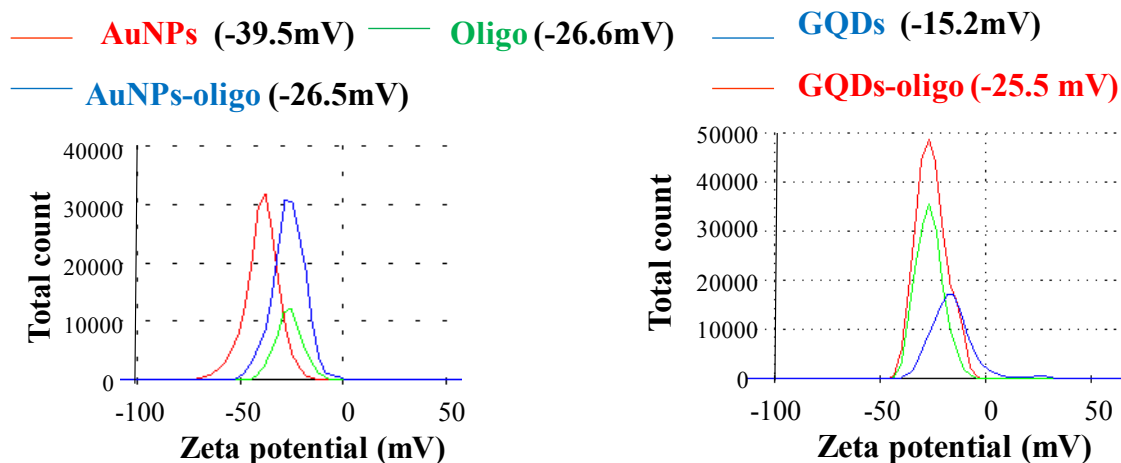 AuNPs (-39.5mV) Oligo (-26.6mV) GQDs (-15.2mV)
AuNPs-oligo (-26.5mV) GQDs-oligo (-25.5 mV)
40000
30000
20000
10000
0
Total count
-100 -50 0 50
Zeta potential (mV)
50000
40000
30000
20000
10000
0
Total count
-100 -50 0 50
Zeta potential (mV)